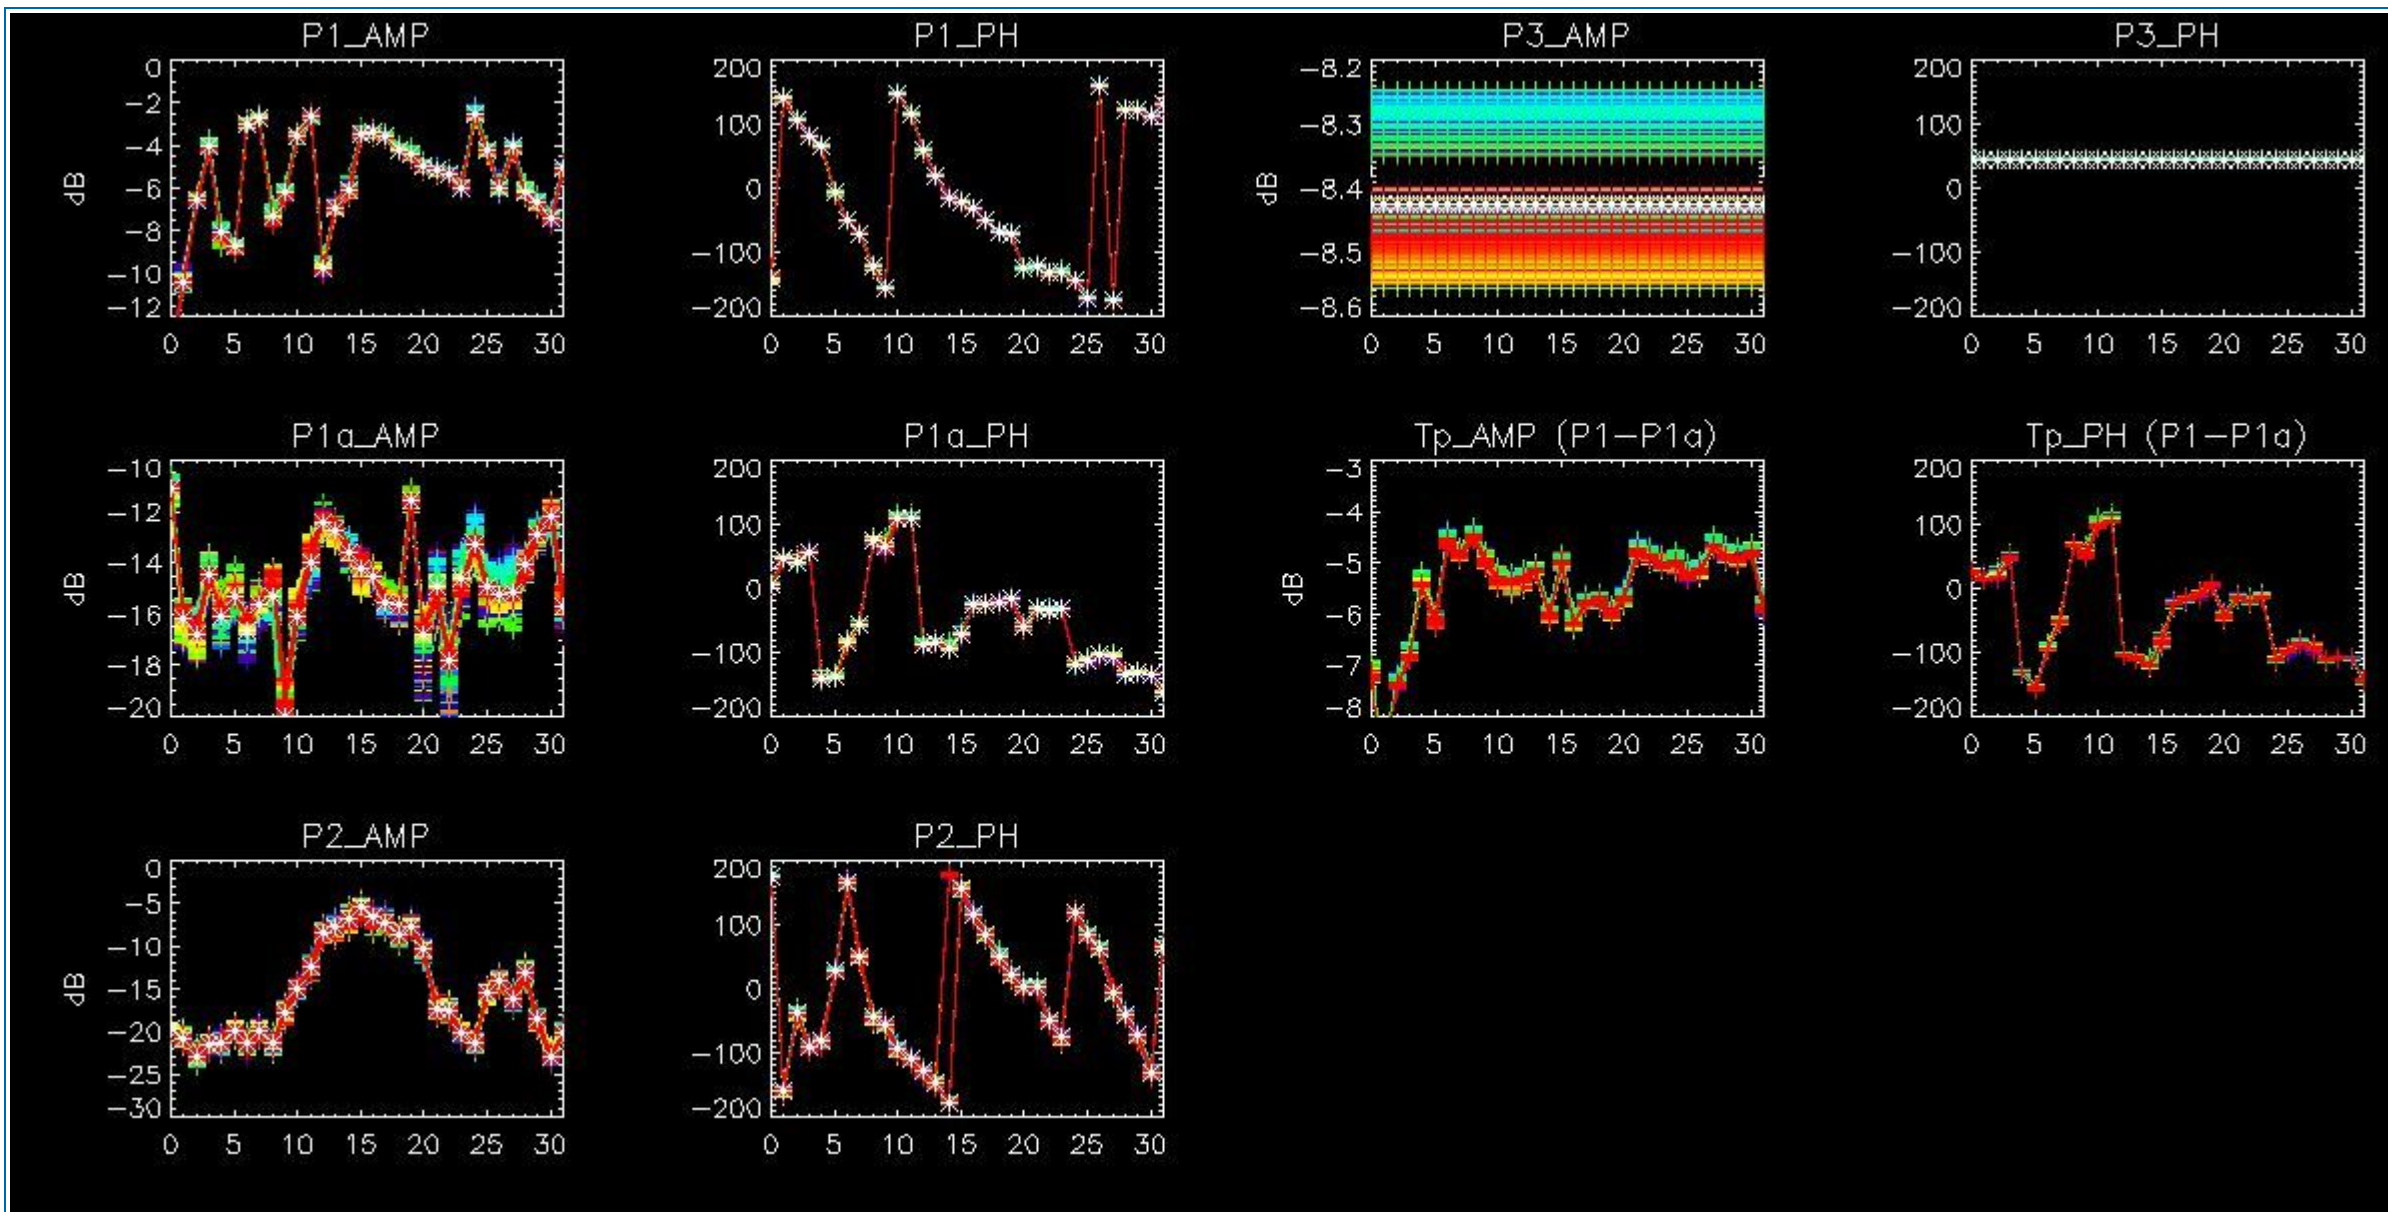 P1_AMP
dB
0
−2
−4
−6
−8
−10
−12
0 5 10 15 20 25 30
P1_PH
200
100
0
−100
−200
0 5 10 15 20 25 30
P3_AMP
dB
−8.2
−8.3
−8.4
−8.5
−8.6
0 5 10 15 20 25 30
P3_PH
200
100
0
−100
−200
0 5 10 15 20 25 30
P1a_AMP
dB
−10
−12
−14
−16
−18
−20
0 5 10 15 20 25 30
P1a_PH
200
100
0
−100
−200
0 5 10 15 20 25 30
Tp_AMP (P1−P1a)
dB
−3
−4
−5
−6
−7
−8
0 5 10 15 20 25 30
Tp_PH (P1−P1a)
200
100
0
−100
−200
0 5 10 15 20 25 30
P2_AMP
dB
0
−5
−10
−15
−20
−25
−30
0 5 10 15 20 25 30
P2_PH
200
100
0
−100
−200
0 5 10 15 20 25 30